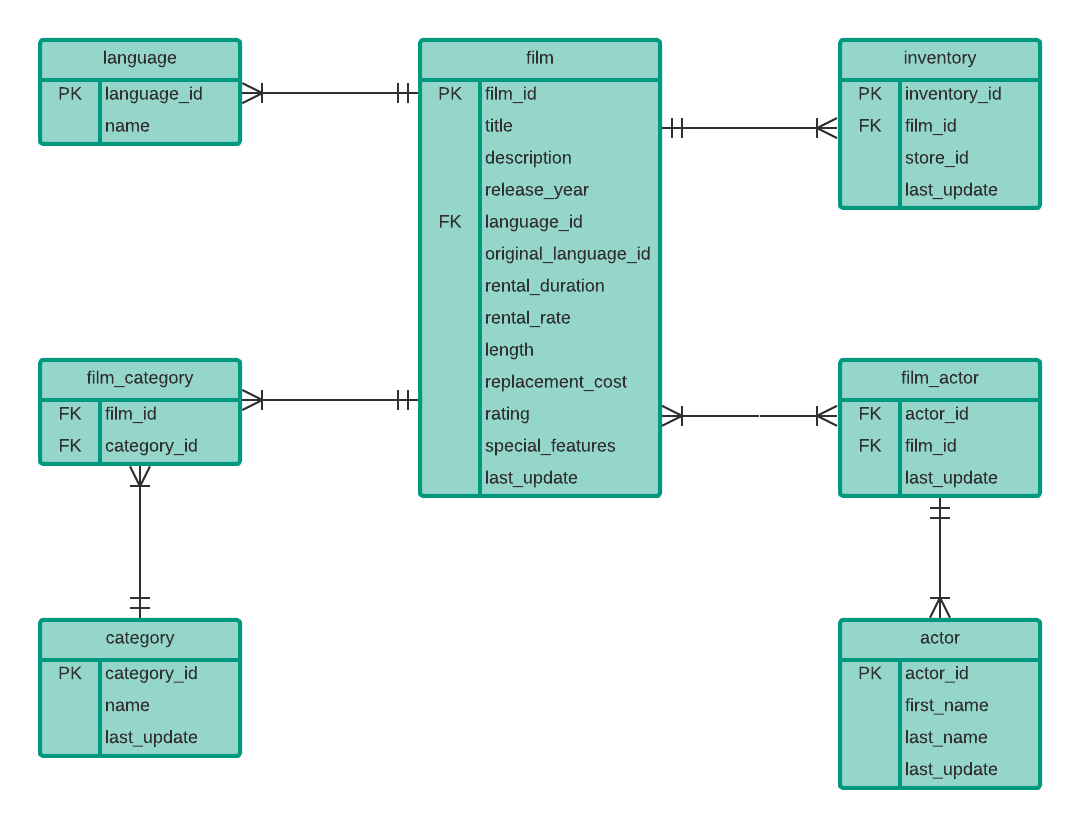 language
PK language_id
name
film
PK film_id
title
description
release_year
FK language_id
original_language_id
rental_duration
rental_rate
length
replacement_cost
rating
special_features
last_update
inventory
PK inventory_id
FK film_id
store_id
last_update
film_category
FK film_id
FK category_id
film_actor
FK actor_id
FK film_id
last_update
category
PK category_id
name
last_update
actor
PK actor_id
first_name
last_name
last_update